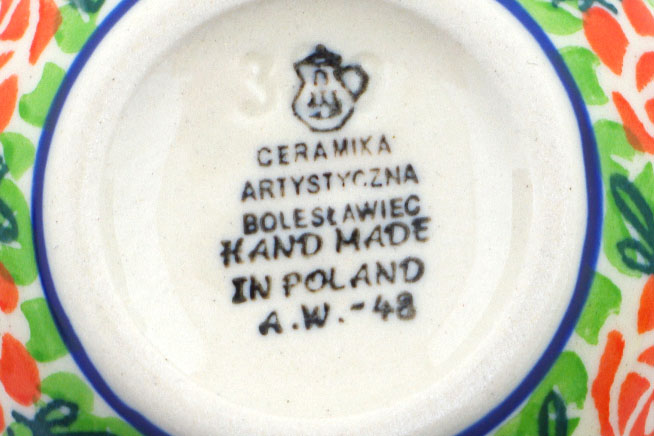 CERAMIKA
ARTYSTYCZNA
BOLESŁAWIEC
HAND MADE
IN POLAND
A.W.-48